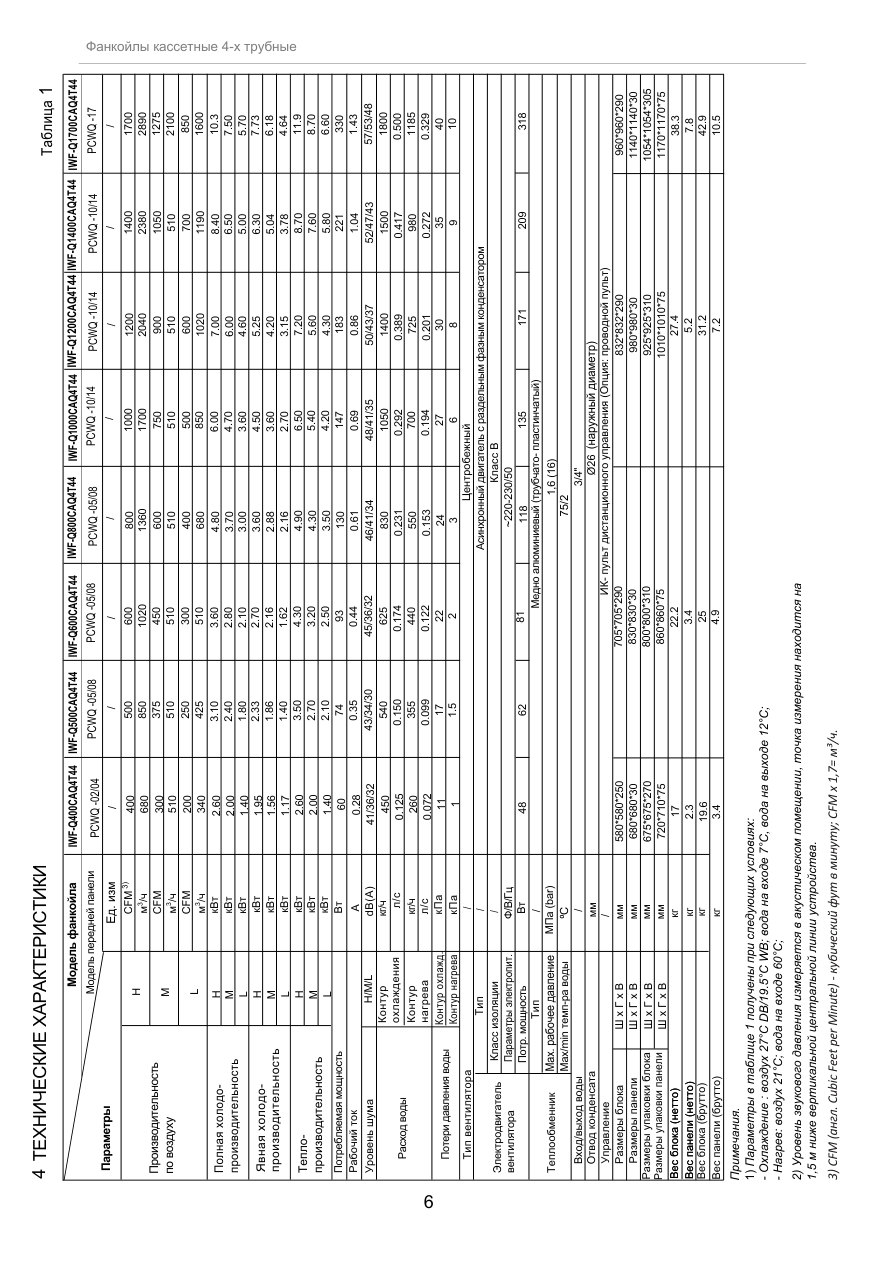 Фанкойлы кассетные 4-х трубные
4 ТЕХНИЧЕСКИЕ ХАРАКТЕРИСТИКИ
Таблица 1
Модель фанкойла IWF-Q400CAQ4T44 IWF-Q500CAQ4T44 IWF-Q600CAQ4T44 IWF-Q800CAQ4T44 IWF-Q1000CAQ4T44 IWF-Q1200CAQ4T44 IWF-Q1400CAQ4T44 IWF-Q1700CAQ4T44
Модель передней панели PCWQ -02/04 PCWQ -05/08 PCWQ -05/08 PCWQ -05/08 PCWQ -10/14 PCWQ -10/14 PCWQ -10/14 PCWQ -17
Параметры Ед. изм / / / / / / / /
Производительность по воздуху H CFM 3) 400 500 600 800 1000 1200 1400 1700
м³/ч 680 850 1020 1360 1700 2040 2380 2890
M CFM 300 375 450 600 750 900 1050 1275
м³/ч 510 510 510 510 510 510 510 2100
L CFM 200 250 300 400 500 600 700 850
м³/ч 340 425 510 680 850 1020 1190 1600
Полная холодо-производительность H кВт 2.60 3.10 3.60 4.80 6.00 7.00 8.40 10.3
M кВт 2.00 2.40 2.80 3.70 4.70 6.00 6.50 7.50
L кВт 1.40 1.80 2.10 3.00 3.60 4.60 5.00 5.70
Явная холодо-производительность H кВт 1.95 2.33 2.70 3.60 4.50 5.25 6.30 7.73
M кВт 1.56 1.86 2.16 2.88 3.60 4.20 5.04 6.18
L кВт 1.17 1.40 1.62 2.16 2.70 3.15 3.78 4.64
Тепло-производительность H кВт 2.60 3.50 4.30 4.90 6.50 7.20 8.70 11.9
M кВт 2.00 2.70 3.20 4.30 5.40 5.60 7.60 8.70
L кВт 1.40 2.10 2.50 3.50 4.20 4.30 5.80 6.60
Потребляемая мощность Вт 60 74 93 130 147 183 221 330
Рабочий ток А 0.28 0.35 0.44 0.61 0.69 0.86 1.04 1.43
Уровень шума H/M/L dB(A) 41/36/32 43/34/30 45/36/32 46/41/34 48/41/35 50/43/37 52/47/43 57/53/48
Расход воды Контур охлаждения кг/ч 450 540 625 830 1050 1400 1500 1800
л/с 0.125 0.150 0.174 0.231 0.292 0.389 0.417 0.500
Контур нагрева кг/ч 260 355 440 550 700 725 980 1185
л/с 0.072 0.099 0.122 0.153 0.194 0.201 0.272 0.329
Потери давления воды Контур охлажд кПа 11 17 22 24 27 30 35 40
Контур нагрева кПа 1 1.5 2 3 6 8 9 10
Тип вентилятора / Центробежный
Электродвигатель вентилятора Тип / Асинхронный двигатель с раздельным фазным конденсатором
Класс изоляции / Класс B
Параметры электропит. Ф/В/Гц ~220-230/50
Потр. мощность Вт 48 62 81 118 135 171 209 318
Теплообменник Тип / Медно алюминиевый (трубчато- пластинчатый)
Max. рабочее давление МПа (bar) 1,6 (16)
Max/min темп-ра воды ºС 75/2
Вход/выход воды / 3/4"
Отвод конденсата мм Ø26 (наружный диаметр)
Управление / ИК- пульт дистанционного управления (Опция: проводной пульт)
Размеры блока Ш х Г х В мм 580*580*250 705*705*290 832*832*290 960*960*290
Размеры панели Ш х Г х В мм 680*680*30 830*830*30 980*980*30 1140*1140*30
Размеры упаковки блока Ш х Г х В мм 675*675*270 800*800*310 925*925*310 1054*1054*305
Размеры упаковки панели Ш х Г х В мм 720*710*75 860*860*75 1010*1010*75 1170*1170*75
Вес блока (нетто) кг 17 22.2 27.4 38.3
Вес панели (нетто) кг 2.3 3.4 5.2 7.8
Вес блока (брутто) кг 19.6 25 31.2 42.9
Вес панели (брутто) кг 3.4 4.9 7.2 10.5
Примечания.
1) Параметры в таблице 1 получены при следующих условиях:
- Охлаждение : воздух 27°C DB/19.5°C WB; вода на входе 7°C, вода на выходе 12°C;
- Нагрев: воздух 21°C; вода на входе 60°C;
2) Уровень звукового давления измеряется в акустическом помещении, точка измерения находится на
1,5 м ниже вертикальной центральной линии устройства.
3) CFM (англ. Cubic Feet per Minute) - кубический фут в минуту; CFM x 1,7= м³/ч.
6